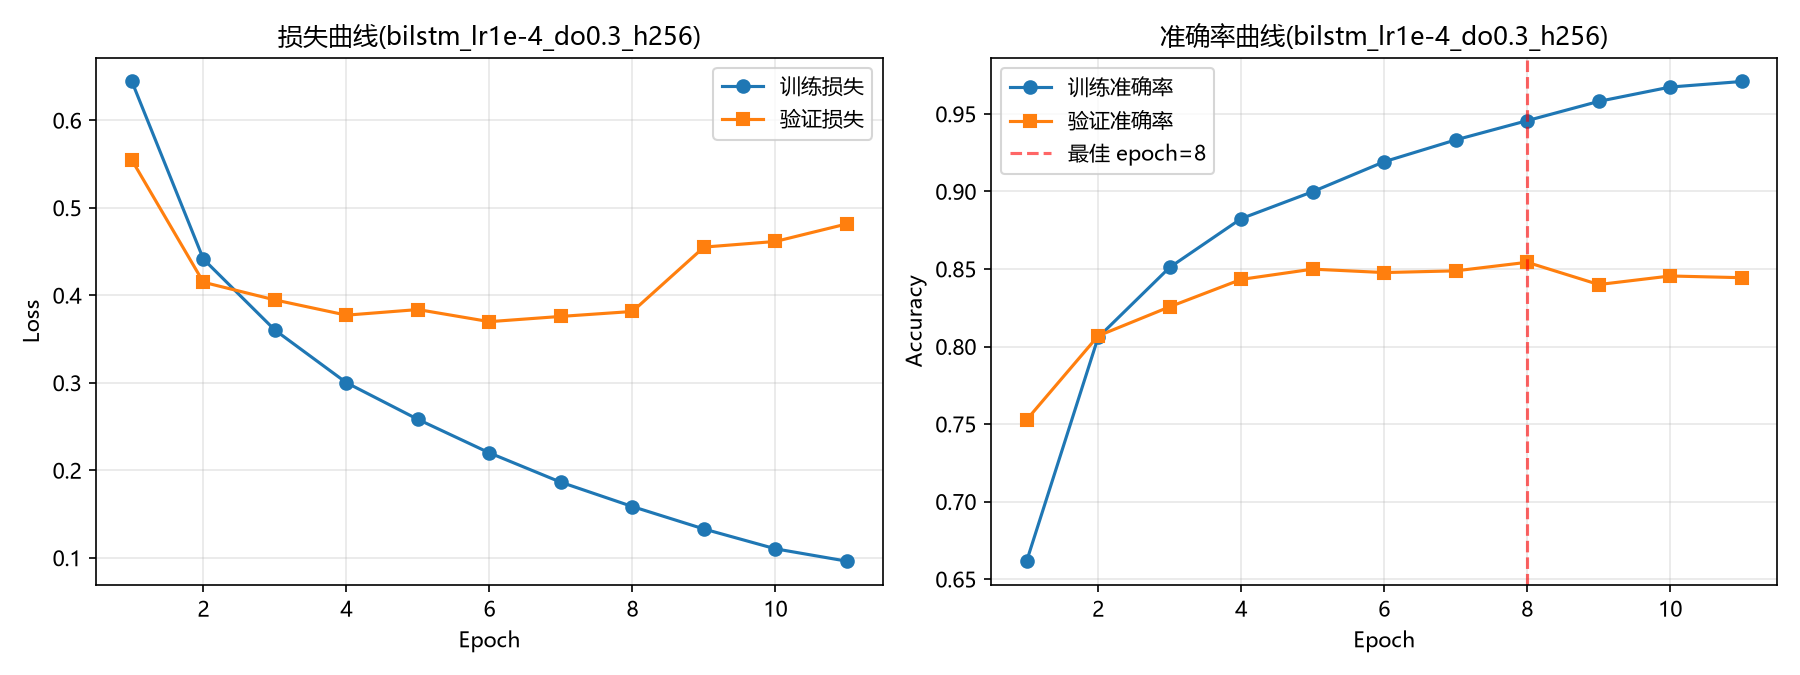 损失曲线(bilstm_lr1e-4_do0.3_h256)
训练损失
验证损失
0.6
0.5
0.4
0.3
0.2
0.1
Loss
2
4
6
8
10
Epoch
准确率曲线(bilstm_lr1e-4_do0.3_h256)
训练准确率
验证准确率
最佳 epoch=8
0.95
0.90
0.85
0.80
0.75
0.70
0.65
Accuracy
2
4
6
8
10
Epoch